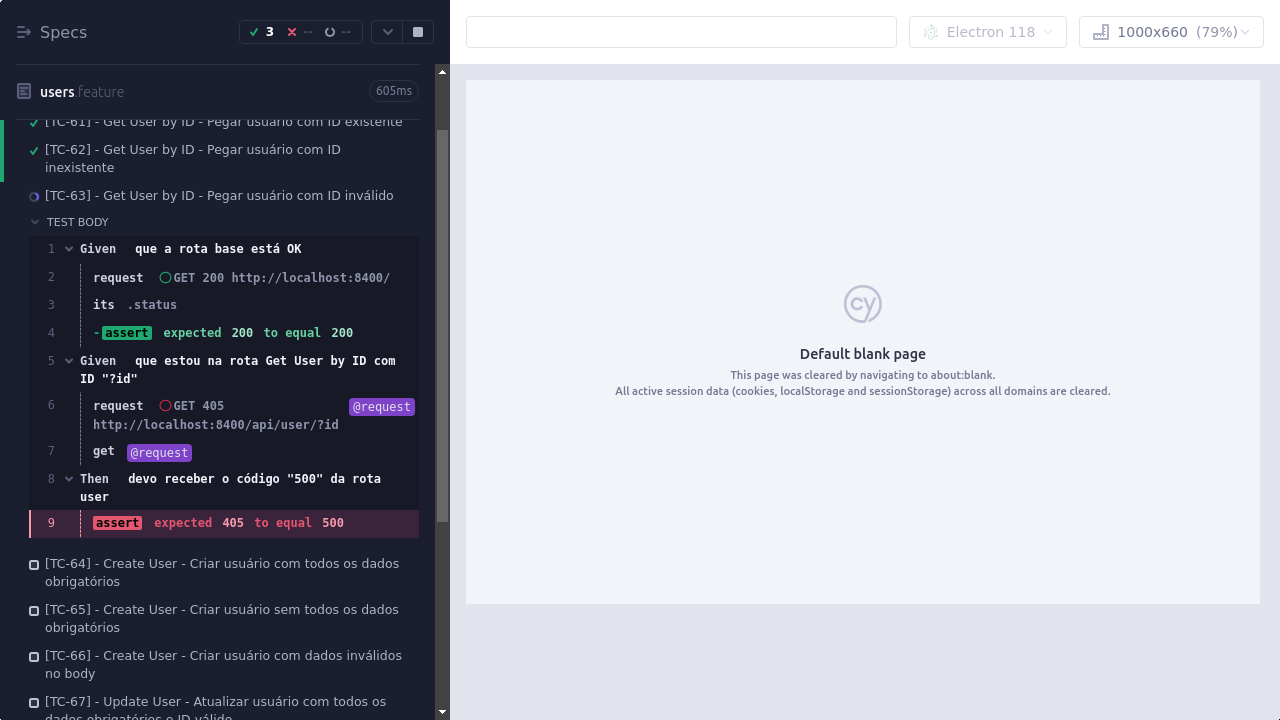 Specs
3
--
--
Electron 118
1000x660 (79%)
users.feature
605ms
[TC-61] - Get User by ID - Pegar usuário com ID existente
[TC-62] - Get User by ID - Pegar usuário com ID
inexistente
[TC-63] - Get User by ID - Pegar usuário com ID inválido
TEST BODY
1 Given que a rota base está OK
2 request GET 200 http://localhost:8400/
3 its .status
4 -assert expected 200 to equal 200
5 Given que estou na rota Get User by ID com
ID "?id"
6 request GET 405 @request
http://localhost:8400/api/user/?id
7 get @request
8 Then devo receber o código "500" da rota
user
9 assert expected 405 to equal 500
[TC-64] - Create User - Criar usuário com todos os dados
obrigatórios
[TC-65] - Create User - Criar usuário sem todos os dados
obrigatórios
[TC-66] - Create User - Criar usuário com dados inválidos
no body
[TC-67] - Update User - Atualizar usuário com todos os
dados obrigatórios e ID válido
cy
Default blank page
This page was cleared by navigating to about:blank.
All active session data (cookies, localStorage and sessionStorage) across all domains are cleared.